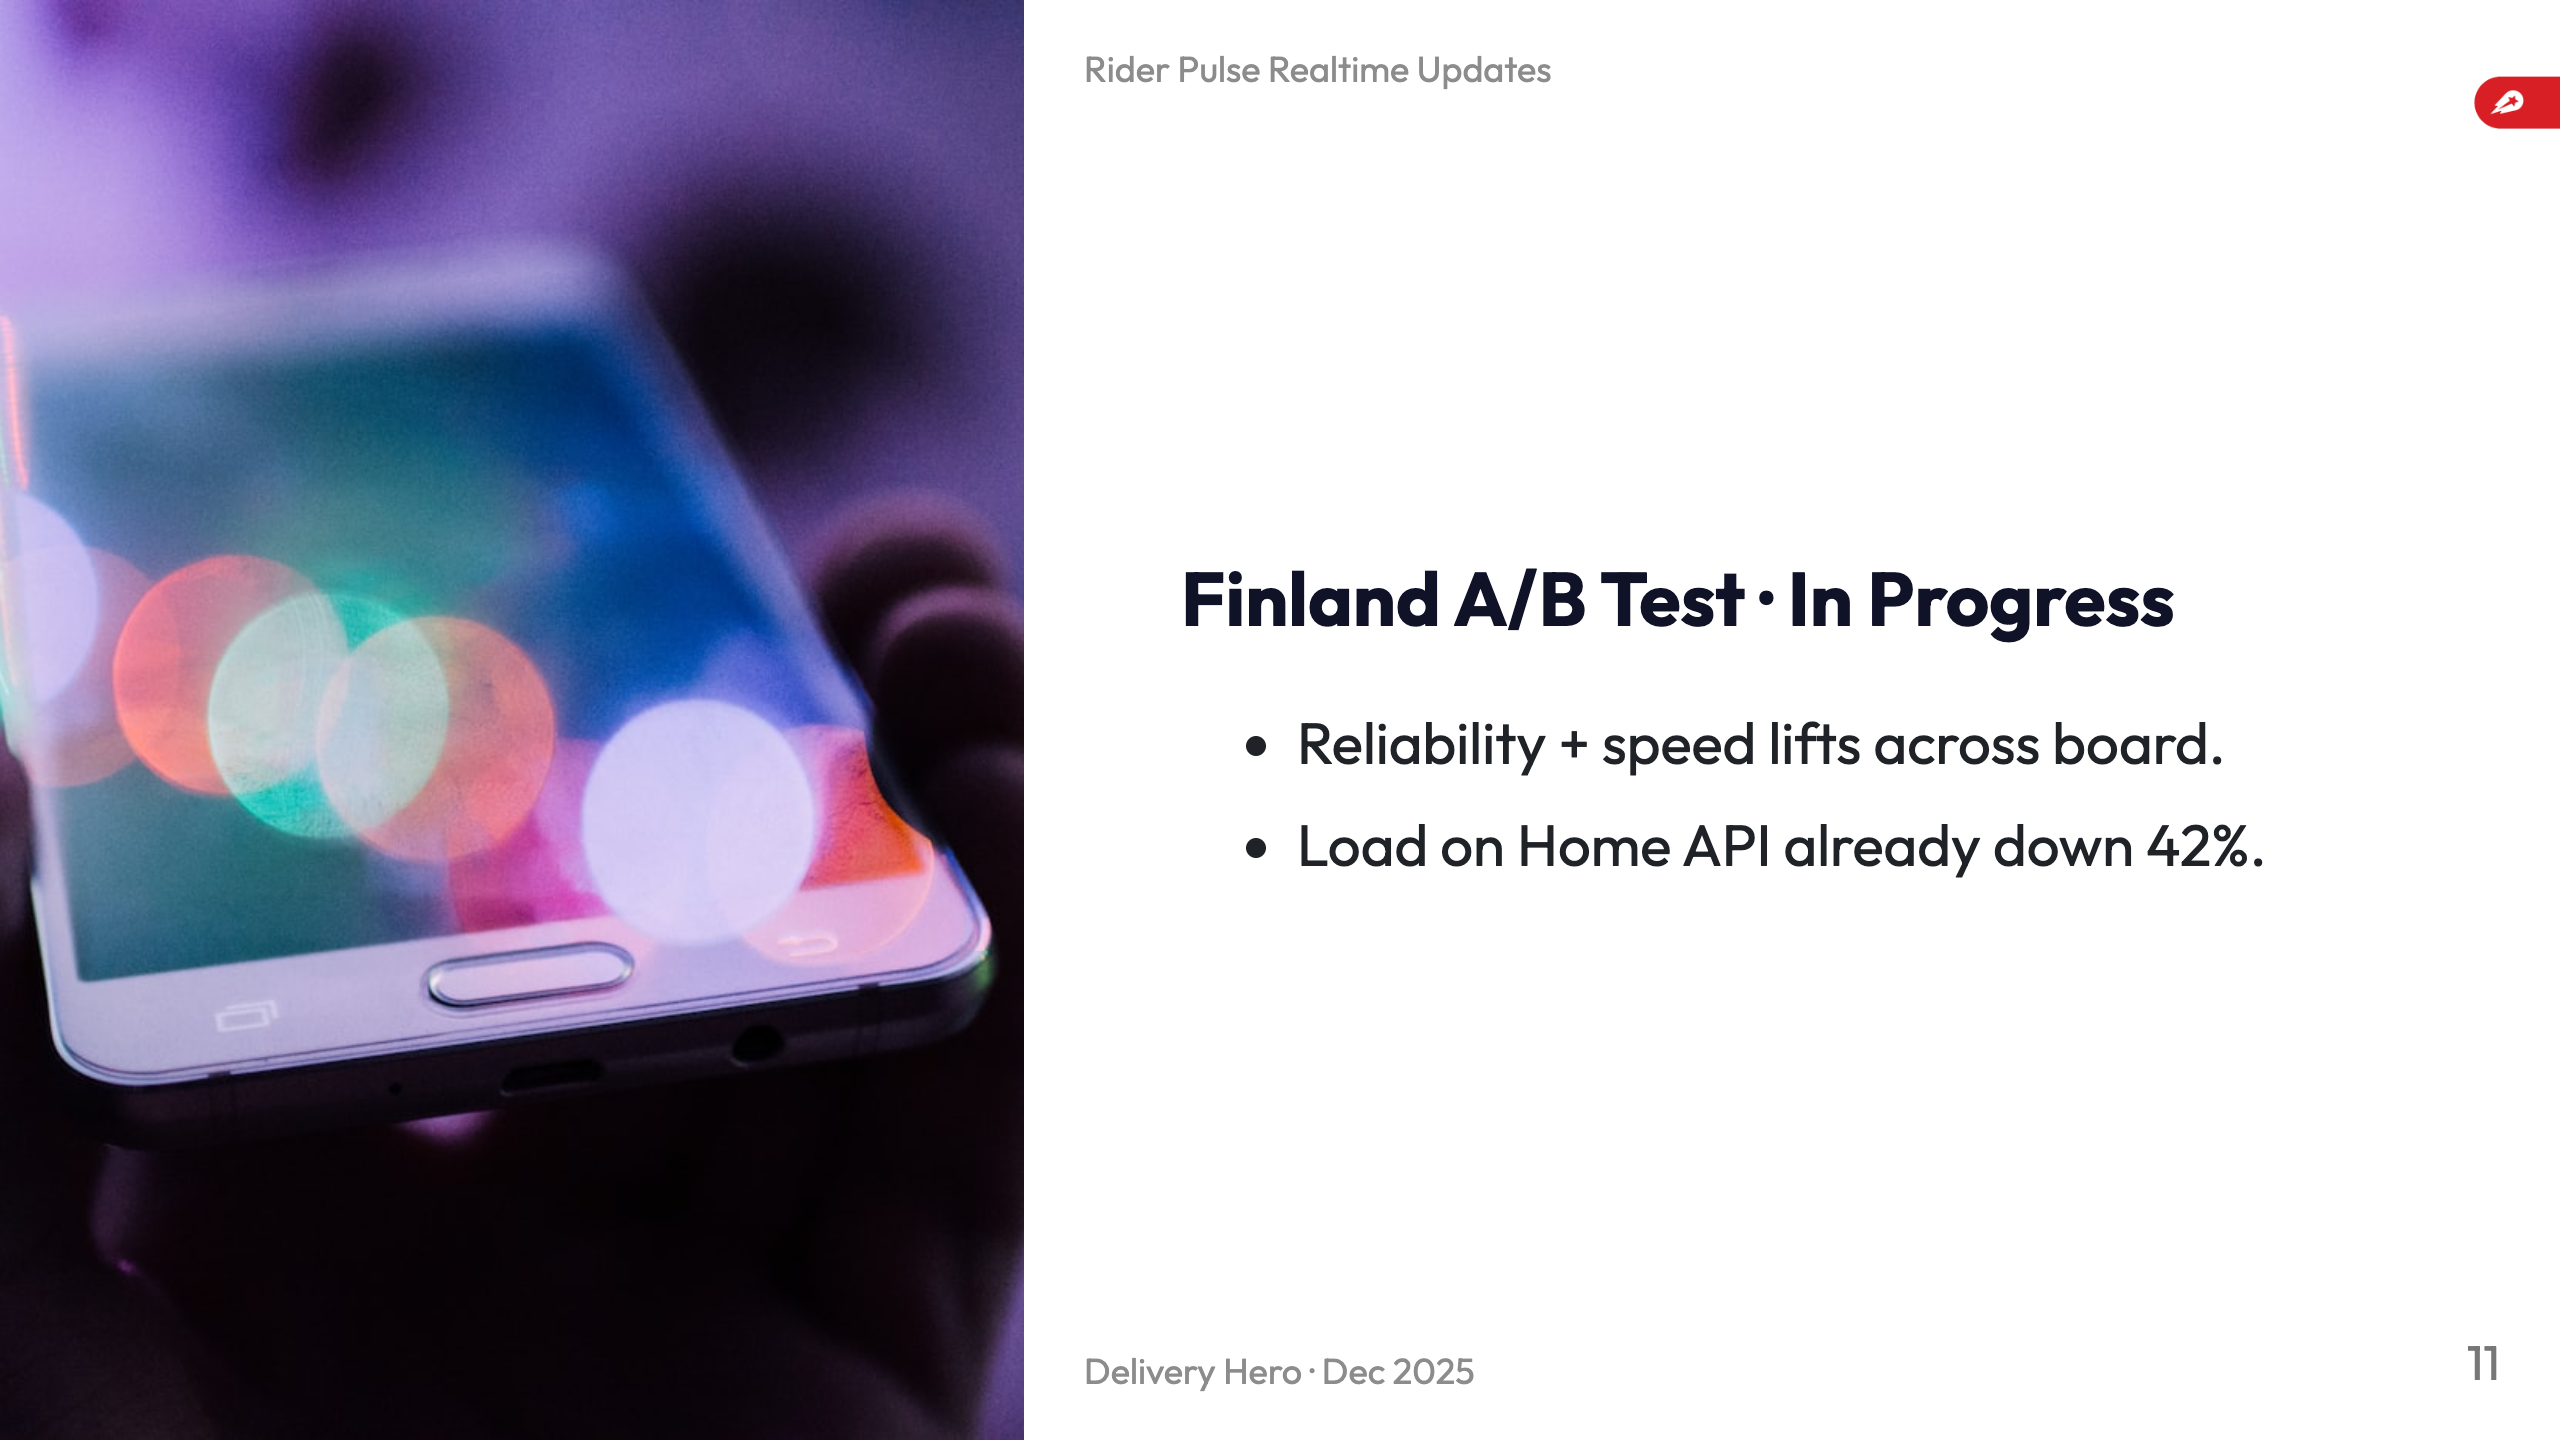 Rider Pulse Realtime Updates
Finland A/B Test · In Progress
• Reliability + speed lifts across board.
• Load on Home API already down 42%.
Delivery Hero · Dec 2025
11